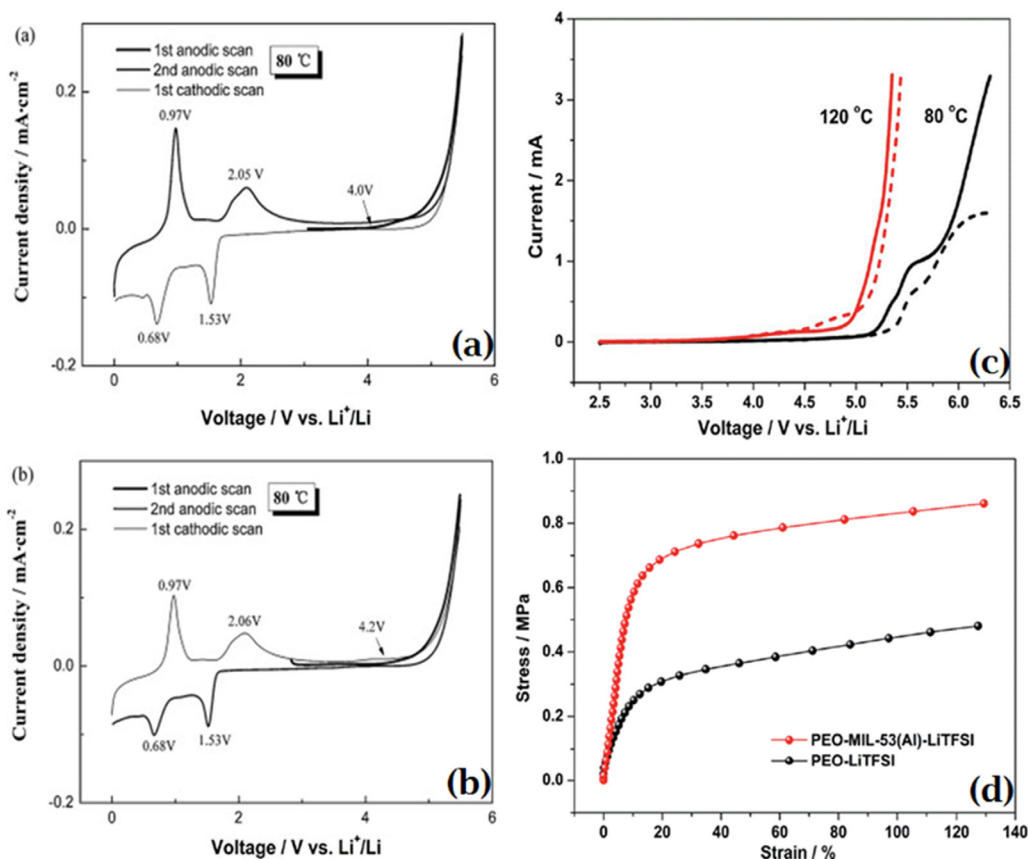 (a)
1st anodic scan
2nd anodic scan
1st cathodic scan
80 ℃
0.97V
2.05 V
4.0V
0.68V
1.53V
(a)
0.2
0.0
-0.2
Current density / mA·cm⁻²
0 2 4 6
Voltage / V vs. Li⁺/Li
(b)
1st anodic scan
2nd anodic scan
1st cathodic scan
80 ℃
0.97V
2.06V
4.2V
0.68V
1.53V
(b)
0.2
0.0
-0.2
Current density / mA·cm⁻²
0 2 4 6
Voltage / V vs. Li⁺/Li
120 °C
80 °C
(c)
4
3
2
1
0
Current / mA
2.5 3.0 3.5 4.0 4.5 5.0 5.5 6.0 6.5
Voltage / V vs. Li⁺/Li
1.0
0.8
0.6
0.4
0.2
0.0
Stress / MPa
PEO-MIL-53(Al)-LiTFSI
PEO-LiTFSI
(d)
0 20 40 60 80 100 120 140
Strain / %